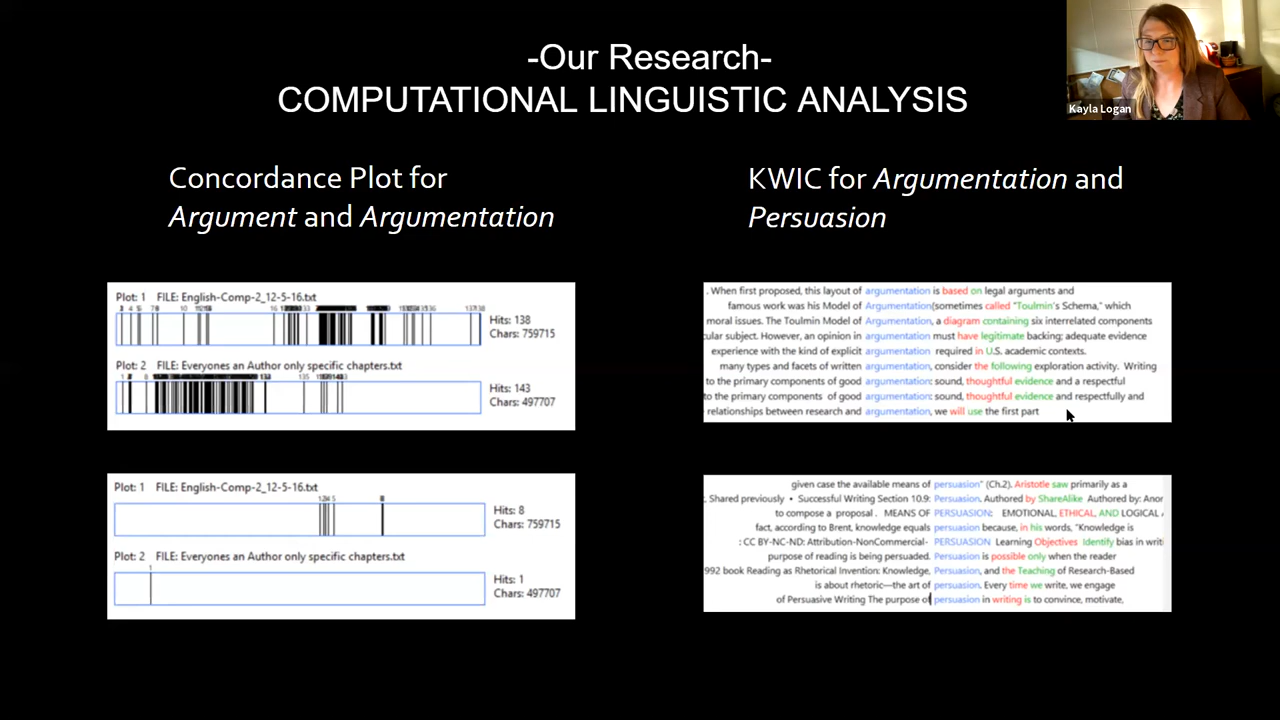 -Our Research-
COMPUTATIONAL LINGUISTIC ANALYSIS
Kayla Logan
Concordance Plot for
Argument and Argumentation
KWIC for Argumentation and
Persuasion
Plot: 1 FILE: English-Comp-2_12-5-16.txt
Hits: 138
Chars: 759715
Plot: 2 FILE: Everyones an Author only specific chapters.txt
Hits: 143
Chars: 497707
. When first proposed, this layout of argumentation is based on legal arguments and
famous work was his Model of Argumentation(sometimes called "Toulmin's Schema," which
moral issues. The Toulmin Model of Argumentation, a diagram containing six interrelated components
cular subject. However, an opinion in argumentation must have legitimate backing; adequate evidence
experience with the kind of explicit argumentation required in U.S. academic contexts.
many types and facets of written argumentation, consider the following exploration activity. Writing
to the primary components of good argumentation: sound, thoughtful evidence and a respectful
to the primary components of good argumentation: sound, thoughtful evidence and respectfully and
relationships between research and argumentation, we will use the first part
Plot: 1 FILE: English-Comp-2_12-5-16.txt
Hits: 8
Chars: 759715
Plot: 2 FILE: Everyones an Author only specific chapters.txt
1
Hits: 1
Chars: 497707
given case the available means of persuasion" (Ch.2). Aristotle saw primarily as a
. Shared previously • Successful Writing Section 10.9: Persuasion. Authored by ShareAlike Authored by: Anor
to compose a proposal . MEANS OF PERSUASION: EMOTIONAL, ETHICAL, AND LOGICAL
fact, according to Brent, knowledge equals persuasion because, in his words, "Knowledge is
: CC BY-NC-ND: Attribution-NonCommercial- PERSUASION Learning Objectives Identify bias in writi
purpose of reading is being persuaded. Persuasion is possible only when the reader
992 book Reading as Rhetorical Invention: Knowledge, Persuasion, and the Teaching of Research-Based
is about rhetoric—the art of persuasion. Every time we write, we engage
of Persuasive Writing The purpose of persuasion in writing is to convince, motivate,